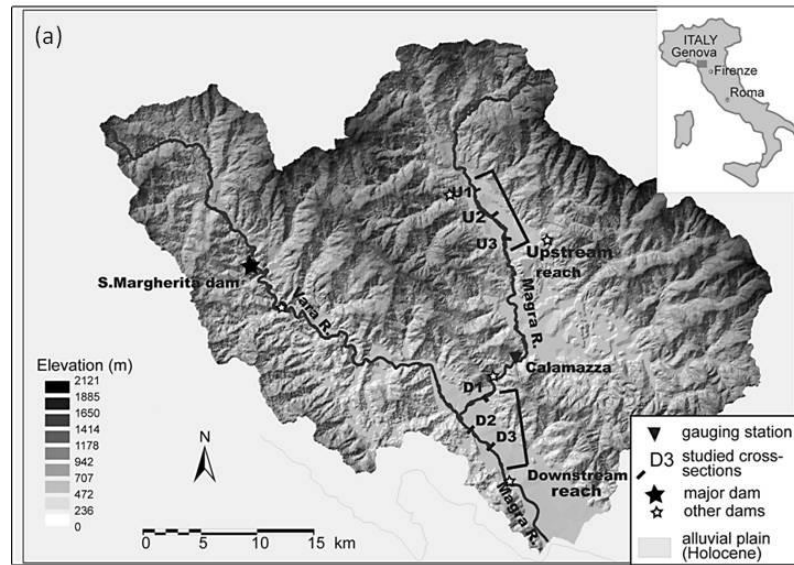 (a)
ITALY
Genova
Firenze
Roma
U1
U2
U3
Upstream
reach
S.Margherita dam
Vara R.
Magra R.
Calamazza
D1
D2
D3
Downstream
reach
Magra R.
Elevation (m)
2121
1885
1650
1414
1178
942
707
472
236
0
N
0 5 10 15 km
gauging station
D3 studied cross-
sections
major dam
other dams
alluvial plain
(Holocene)